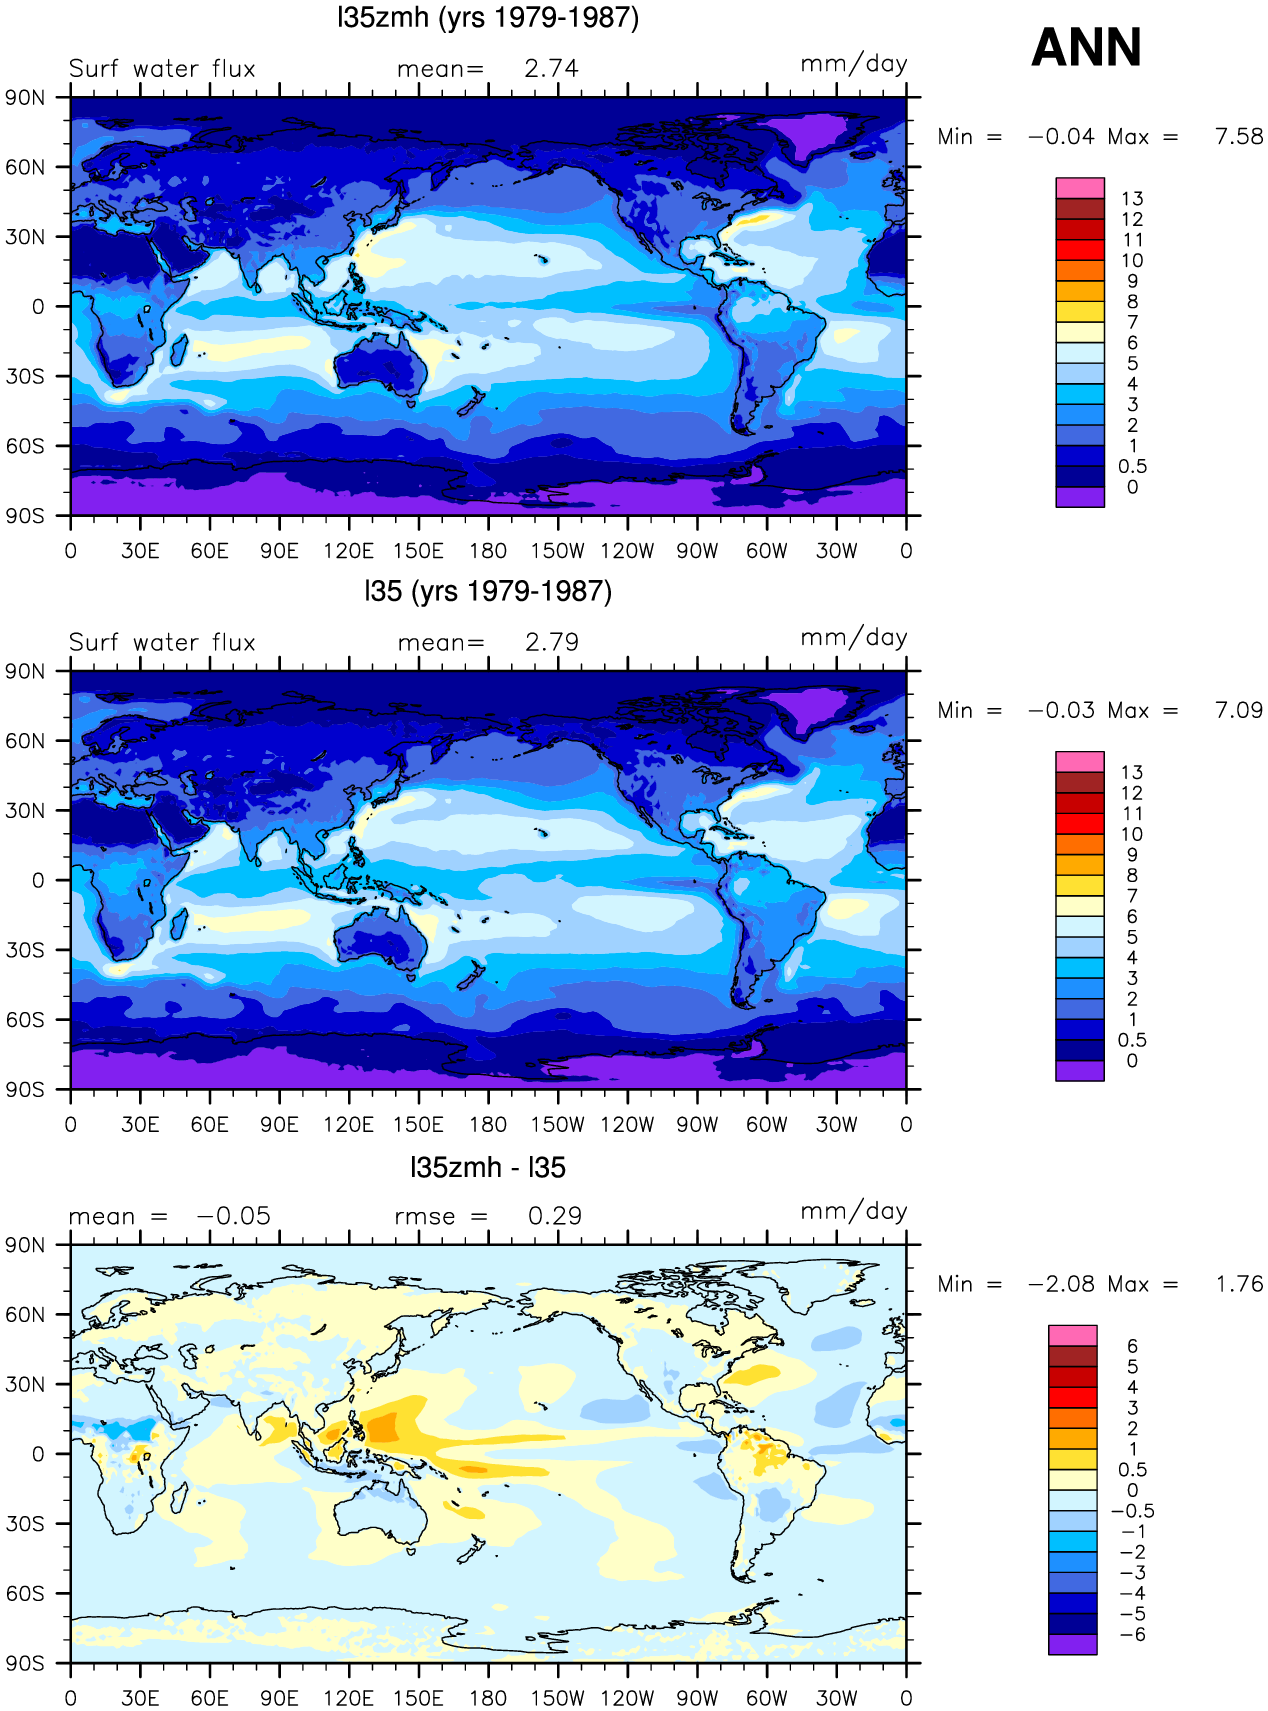 l35zmh (yrs 1979-1987)
ANN
Surf water flux mean= 2.74 mm/day
Min = −0.04 Max = 7.58
90N
60N
30N
0
30S
60S
90S
0 30E 60E 90E 120E 150E 180 150W 120W 90W 60W 30W 0
13
12
11
10
9
8
7
6
5
4
3
2
1
0.5
0
l35 (yrs 1979-1987)
Surf water flux mean= 2.79 mm/day
Min = −0.03 Max = 7.09
90N
60N
30N
0
30S
60S
90S
0 30E 60E 90E 120E 150E 180 150W 120W 90W 60W 30W 0
13
12
11
10
9
8
7
6
5
4
3
2
1
0.5
0
l35zmh - l35
mean = −0.05 rmse = 0.29 mm/day
Min = −2.08 Max = 1.76
90N
60N
30N
0
30S
60S
90S
0 30E 60E 90E 120E 150E 180 150W 120W 90W 60W 30W 0
6
5
4
3
2
1
0.5
0
−0.5
−1
−2
−3
−4
−5
−6